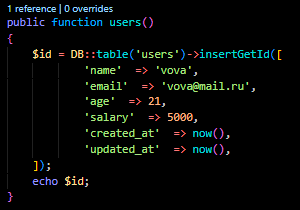 1 reference | 0 overrides
public function users()
{
    $id = DB::table('users')->insertGetId([
            'name'  => 'vova',
            'email'  => 'vova@mail.ru',
            'age'  => 21,
            'salary'  => 5000,
            'created_at'  => now(),
            'updated_at'  => now(),
    ]);
    echo $id;
}